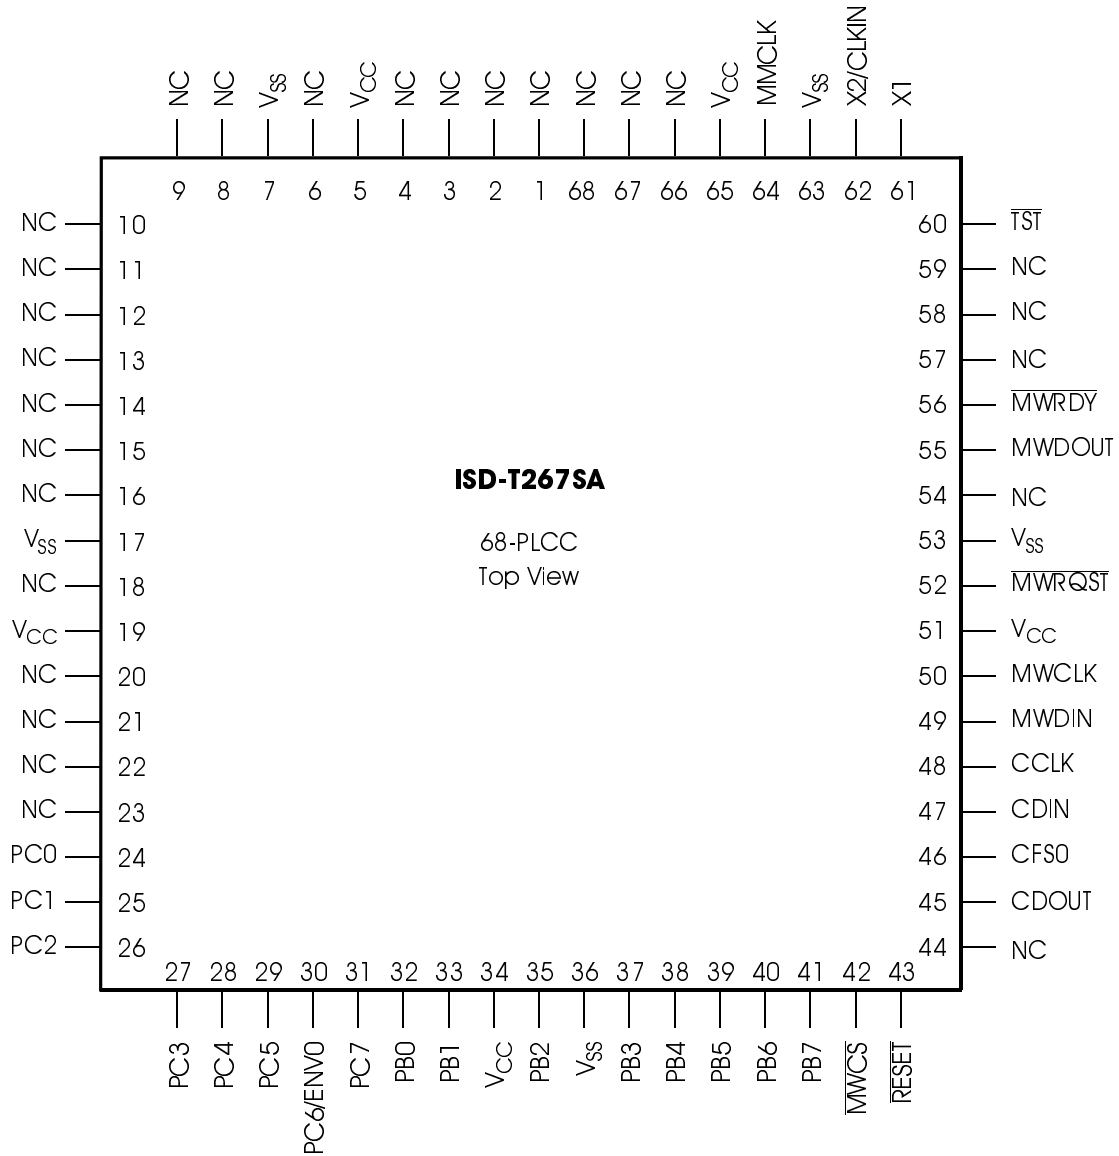 NC NC VSS NC VCC NC NC NC NC NC NC NC VCC MMCLK VSS X2/CLKIN X1
9 8 7 6 5 4 3 2 1 68 67 66 65 64 63 62 61
NC 10 60 TST
NC 11 59 NC
NC 12 58 NC
NC 13 57 NC
NC 14 56 MWRDY
NC 15 55 MWDOUT
ISD-T267SA
NC 16 54 NC
VSS 17 68-PLCC 53 VSS
Top View
NC 18 52 MWRQST
VCC 19 51 VCC
NC 20 50 MWCLK
NC 21 49 MWDIN
NC 22 48 CCLK
NC 23 47 CDIN
PC0 24 46 CFS0
PC1 25 45 CDOUT
PC2 26 44 NC
27 28 29 30 31 32 33 34 35 36 37 38 39 40 41 42 43
PC3 PC4 PC5 PC6/ENV0 PC7 PB0 PB1 VCC PB2 VSS PB3 PB4 PB5 PB6 PB7 MWCS RESET